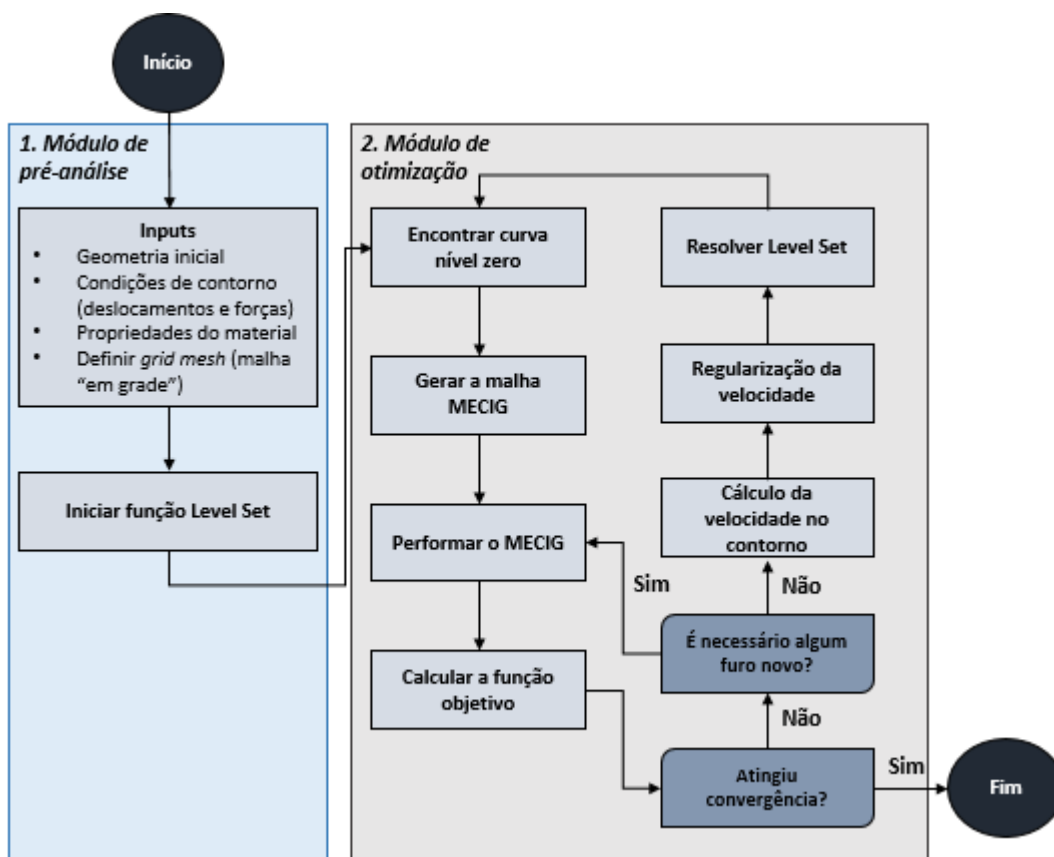 Início
1. Módulo de
pré-análise
Inputs
• Geometria inicial
• Condições de contorno
(deslocamentos e forças)
• Propriedades do material
• Definir grid mesh (malha
“em grade”)
Iniciar função Level Set
2. Módulo de
otimização
Encontrar curva
nível zero
Gerar a malha
MECIG
Performar o MECIG
Calcular a função
objetivo
Resolver Level Set
Regularização da
velocidade
Cálculo da
velocidade no
contorno
Não
Sim
É necessário algum
furo novo?
Não
Atingiu
convergência?
Sim
Fim